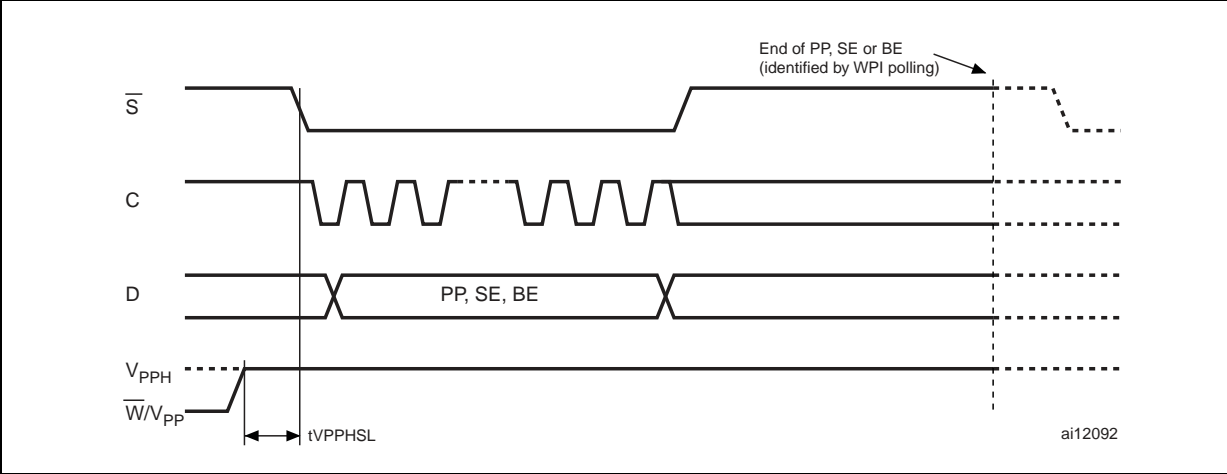 End of PP, SE or BE
(identified by WPI polling)
S̅
C
D
PP, SE, BE
VPPH
W̅/VPP
tVPPHSL
ai12092